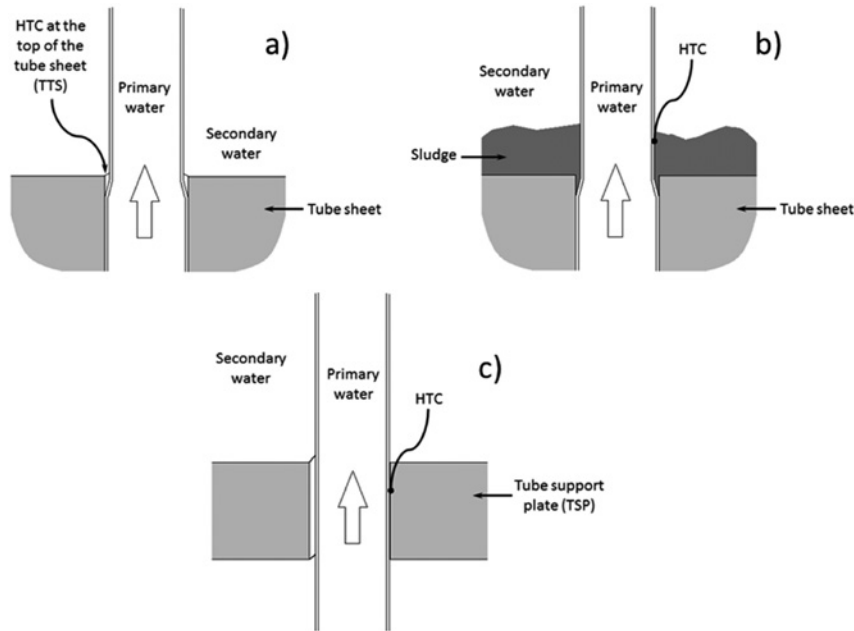 HTC at the
top of the
tube sheet
(TTS)
Primary
water
a)
Secondary
water
Tube sheet
Secondary
water
Primary
water
b)
HTC
Sludge
Tube sheet
Secondary
water
Primary
water
c)
HTC
Tube support
plate (TSP)